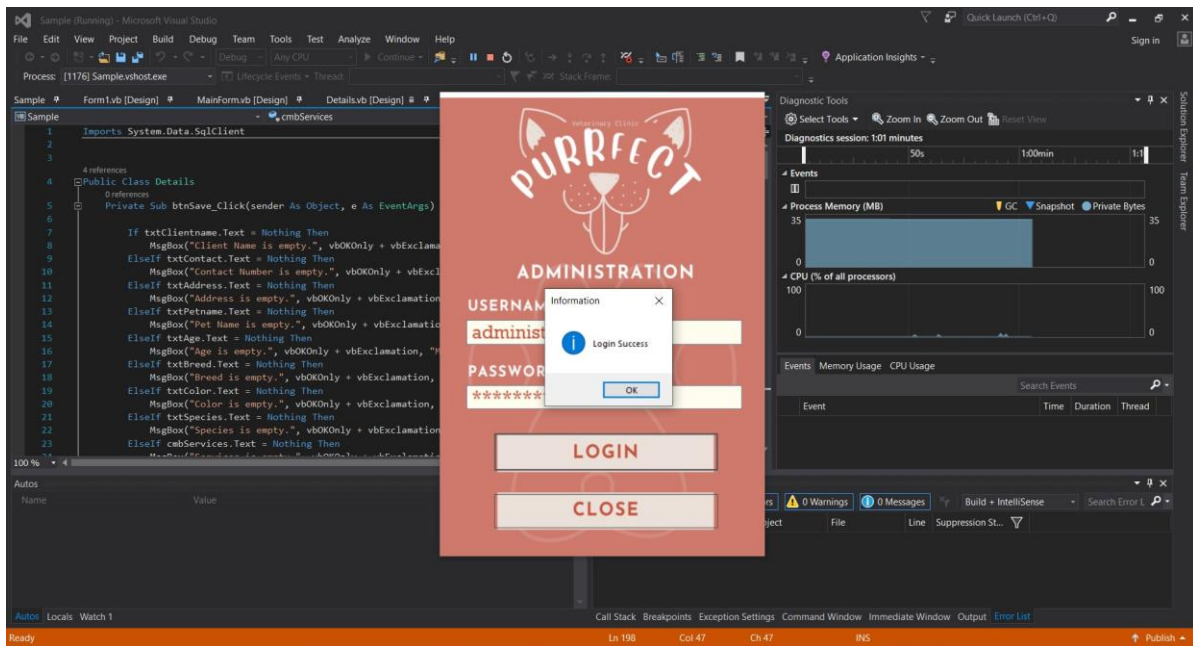 Sample (Running) - Microsoft Visual Studio
Quick Launch (Ctrl+Q)
File Edit View Project Build Debug Team Tools Test Analyze Window Help
Sign in
Debug Any CPU Continue Application Insights
Process: [1176] Sample.vshost.exe Lifecycle Events Thread: Stack Frame:
Sample Form1.vb [Design] MainForm.vb [Design] Details.vb [Design]
Sample cmbServices
1 Imports System.Data.SqlClient
2
3
4 references
4 Public Class Details
0 references
5 Private Sub btnSave_Click(sender As Object, e As EventArgs)
6
7 If txtClientname.Text = Nothing Then
8 MsgBox("Client Name is empty.", vbOKOnly + vbExclama
9 ElseIf txtContact.Text = Nothing Then
10 MsgBox("Contact Number is empty.", vbOKOnly + vbExcl
11 ElseIf txtAddress.Text = Nothing Then
12 MsgBox("Address is empty.", vbOKOnly + vbExclamation
13 ElseIf txtPetname.Text = Nothing Then
14 MsgBox("Pet Name is empty.", vbOKOnly + vbExclamatio
15 ElseIf txtAge.Text = Nothing Then
16 MsgBox("Age is empty.", vbOKOnly + vbExclamation, "M
17 ElseIf txtBreed.Text = Nothing Then
18 MsgBox("Breed is empty.", vbOKOnly + vbExclamation,
19 ElseIf txtColor.Text = Nothing Then
20 MsgBox("Color is empty.", vbOKOnly + vbExclamation,
21 ElseIf txtSpecies.Text = Nothing Then
22 MsgBox("Species is empty.", vbOKOnly + vbExclamation
23 ElseIf cmbServices.Text = Nothing Then
100 %
Veterinary Clinic
PURRFECT
ADMINISTRATION
USERNAM
administ
PASSWOR
*******
Information
Login Success
OK
LOGIN
CLOSE
Diagnostic Tools
Select Tools Zoom In Zoom Out Reset View
Diagnostics session: 1:01 minutes
50s 1:00min 1:1
Events
Process Memory (MB) GC Snapshot Private Bytes
35 35
0 0
CPU (% of all processors)
100 100
0 0
Events Memory Usage CPU Usage
Search Events
Event Time Duration Thread
Solution Explorer
Team Explorer
Autos
Name Value
rs 0 Warnings 0 Messages Build + IntelliSense Search Error L
ject File Line Suppression St...
Autos Locals Watch 1
Call Stack Breakpoints Exception Settings Command Window Immediate Window Output Error List
Ready Ln 198 Col 47 Ch 47 INS Publish